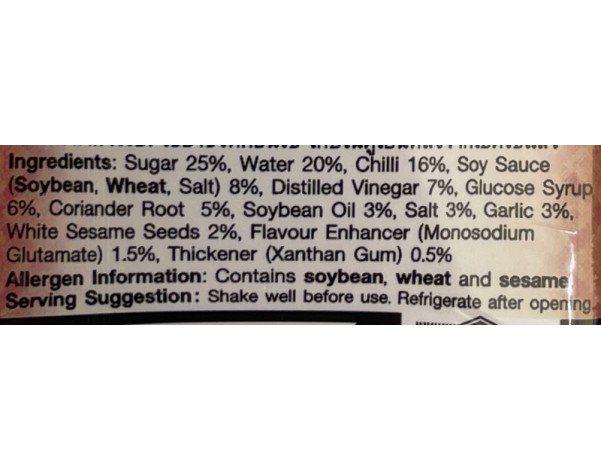 Ingredients: Sugar 25%, Water 20%, Chilli 16%, Soy Sauce
(Soybean, Wheat, Salt) 8%, Distilled Vinegar 7%, Glucose Syrup
6%, Coriander Root 5%, Soybean Oil 3%, Salt 3%, Garlic 3%,
White Sesame Seeds 2%, Flavour Enhancer (Monosodium
Glutamate) 1.5%, Thickener (Xanthan Gum) 0.5%
Allergen Information: Contains soybean, wheat and sesame.
Serving Suggestion: Shake well before use. Refrigerate after opening.